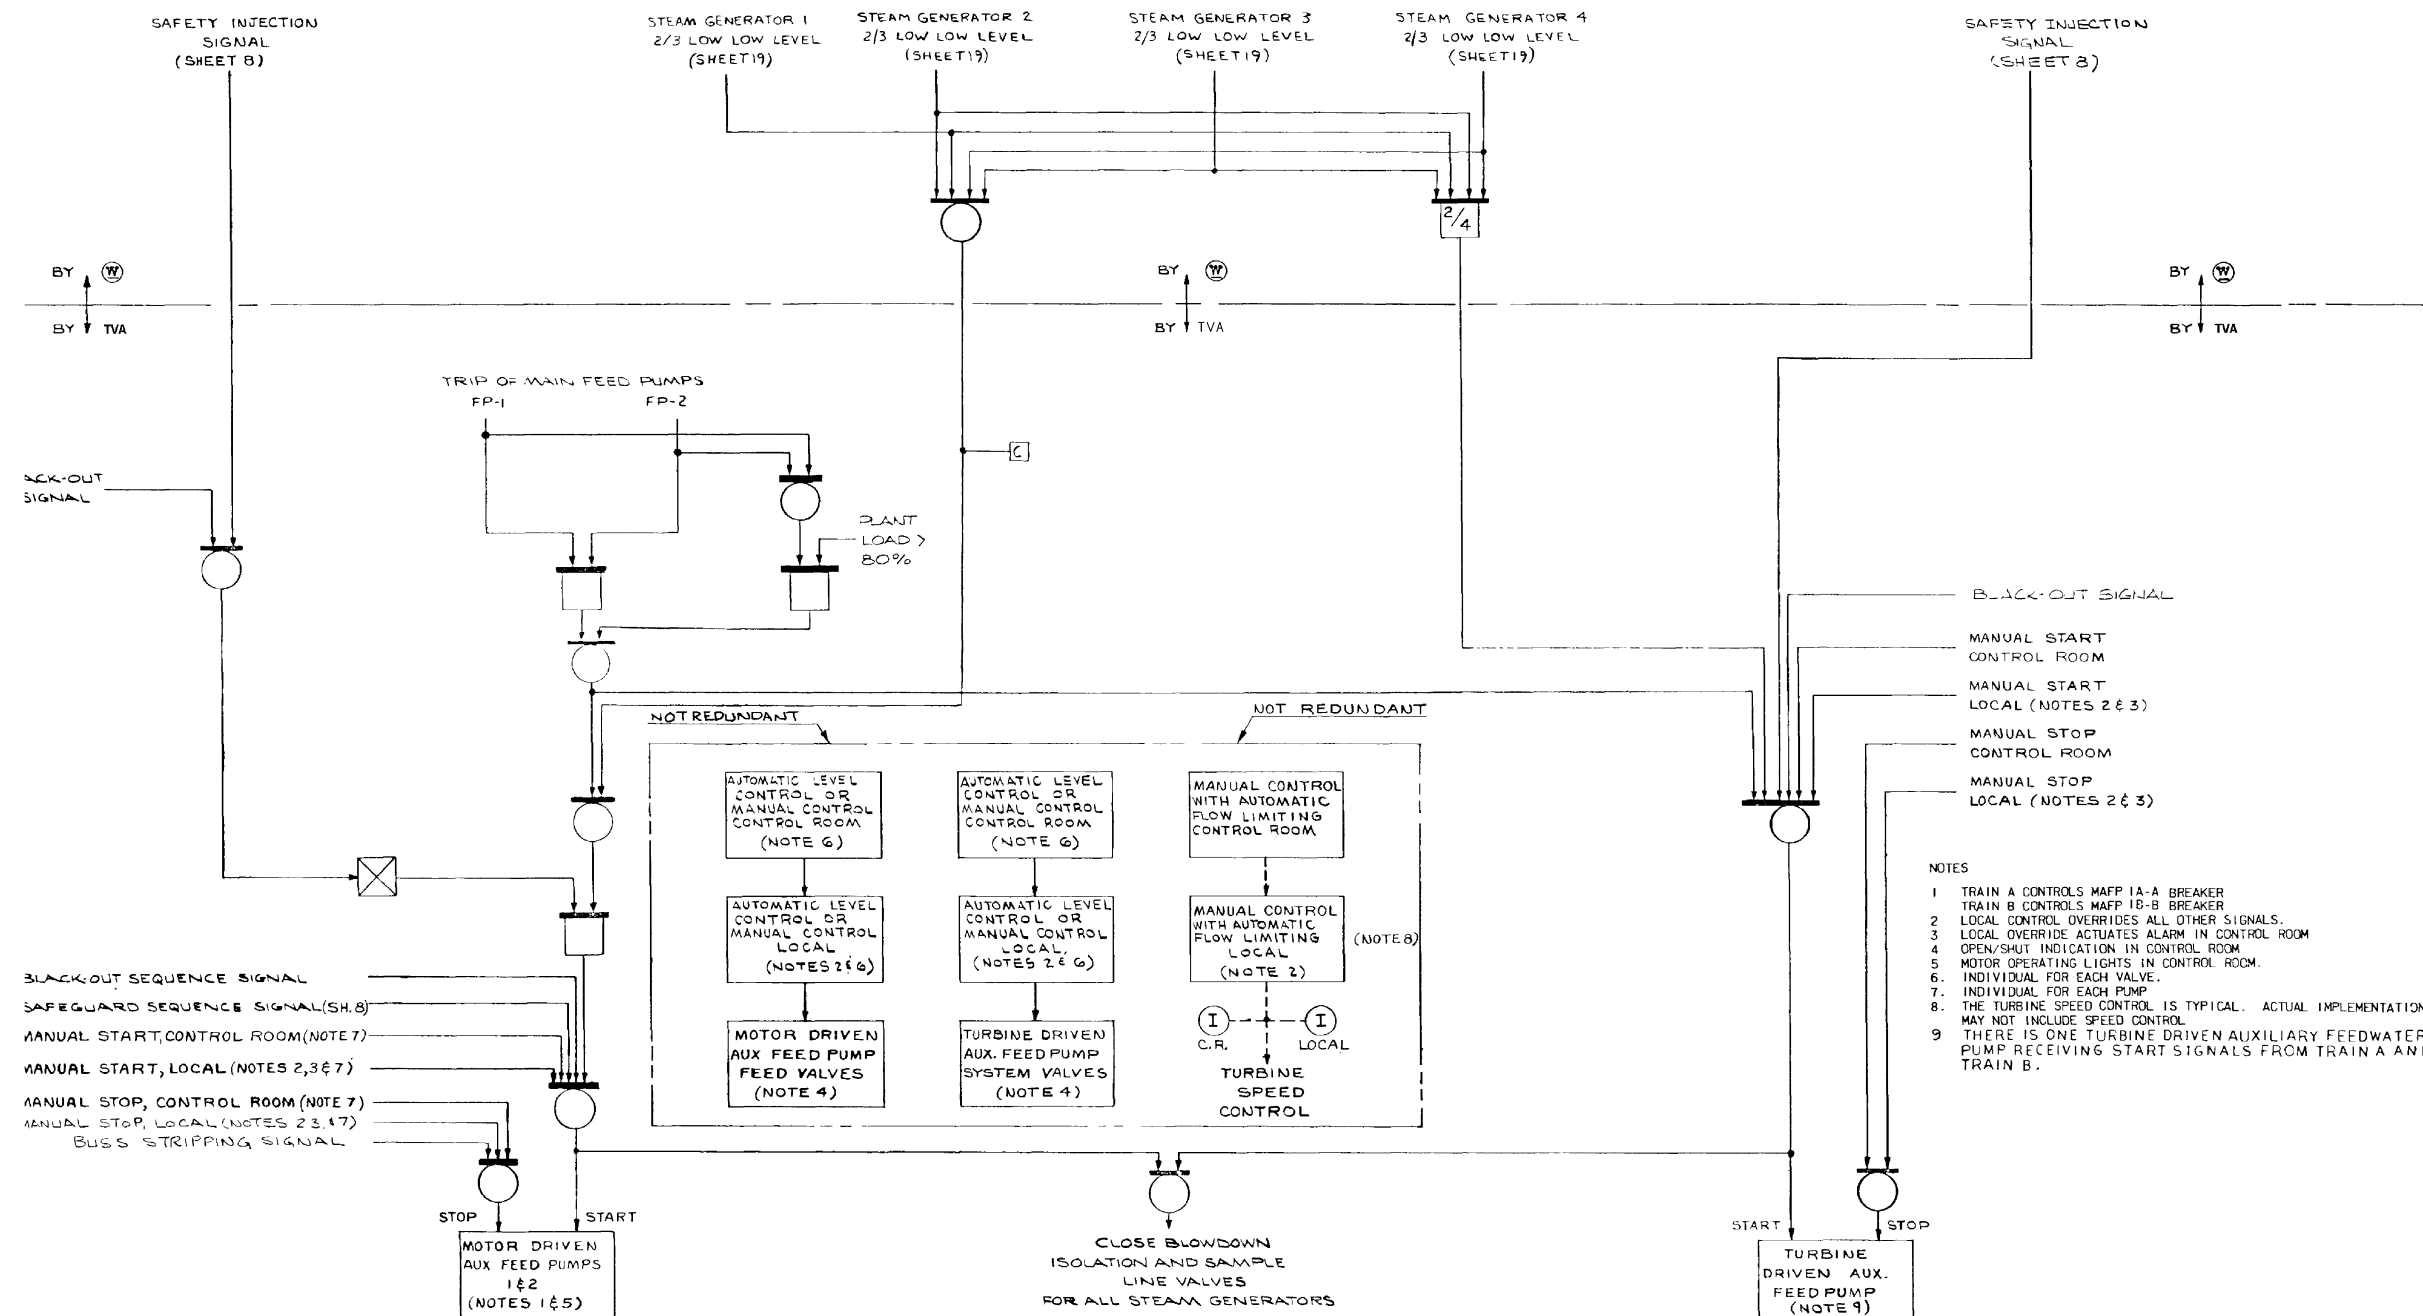 SAFETY INJECTION
SIGNAL
(SHEET 8)
STEAM GENERATOR 1
2/3 LOW LOW LEVEL
(SHEET 19)
STEAM GENERATOR 2
2/3 LOW LOW LEVEL
(SHEET 19)
STEAM GENERATOR 3
2/3 LOW LOW LEVEL
(SHEET 19)
STEAM GENERATOR 4
2/3 LOW LOW LEVEL
(SHEET 19)
SAFETY INJECTION
SIGNAL
(SHEET 8)
2/4
BY W
BY TVA
BY W
BY TVA
BY W
BY TVA
TRIP OF MAIN FEED PUMPS
FP-1 FP-2
C
ACK-OUT
SIGNAL
PLANT
LOAD >
80%
BLACK-OUT SIGNAL
MANUAL START
CONTROL ROOM
MANUAL START
LOCAL (NOTES 2 & 3)
MANUAL STOP
CONTROL ROOM
MANUAL STOP
LOCAL (NOTES 2 & 3)
NOT REDUNDANT
NOT REDUNDANT
AUTOMATIC LEVEL
CONTROL OR
MANUAL CONTROL
CONTROL ROOM
(NOTE 6)
AUTOMATIC LEVEL
CONTROL OR
MANUAL CONTROL
CONTROL ROOM
(NOTE 6)
MANUAL CONTROL
WITH AUTOMATIC
FLOW LIMITING
CONTROL ROOM
AUTOMATIC LEVEL
CONTROL OR
MANUAL CONTROL
LOCAL
(NOTES 2 & 6)
AUTOMATIC LEVEL
CONTROL OR
MANUAL CONTROL
LOCAL.
(NOTES 2 & 6)
MANUAL CONTROL
WITH AUTOMATIC
FLOW LIMITING
LOCAL
(NOTE 2)
(NOTE 8)
I
C.R.
I
LOCAL
MOTOR DRIVEN
AUX FEED PUMP
FEED VALVES
(NOTE 4)
TURBINE DRIVEN
AUX. FEED PUMP
SYSTEM VALVES
(NOTE 4)
TURBINE
SPEED
CONTROL
NOTES
1 TRAIN A CONTROLS MAFP 1A-A BREAKER
TRAIN B CONTROLS MAFP 1B-B BREAKER
2 LOCAL CONTROL OVERRIDES ALL OTHER SIGNALS.
3 LOCAL OVERRIDE ACTUATES ALARM IN CONTROL ROOM
4 OPEN/SHUT INDICATION IN CONTROL ROOM
5 MOTOR OPERATING LIGHTS IN CONTROL ROOM.
6. INDIVIDUAL FOR EACH VALVE.
7. INDIVIDUAL FOR EACH PUMP
8. THE TURBINE SPEED CONTROL IS TYPICAL. ACTUAL IMPLEMENTATION
MAY NOT INCLUDE SPEED CONTROL
9 THERE IS ONE TURBINE DRIVEN AUXILIARY FEEDWATER
PUMP RECEIVING START SIGNALS FROM TRAIN A AND
TRAIN B.
BLACK-OUT SEQUENCE SIGNAL
SAFEGUARD SEQUENCE SIGNAL (SH. 8)
MANUAL START, CONTROL ROOM (NOTE 7)
MANUAL START, LOCAL (NOTES 2,3 & 7)
MANUAL STOP, CONTROL ROOM (NOTE 7)
MANUAL STOP, LOCAL (NOTES 2 3, & 7)
BUSS STRIPPING SIGNAL
STOP START
MOTOR DRIVEN
AUX FEED PUMPS
1 & 2
(NOTES 1 & 5)
CLOSE BLOWDOWN
ISOLATION AND SAMPLE
LINE VALVES
FOR ALL STEAM GENERATORS
START STOP
TURBINE
DRIVEN AUX.
FEED PUMP
(NOTE 9)